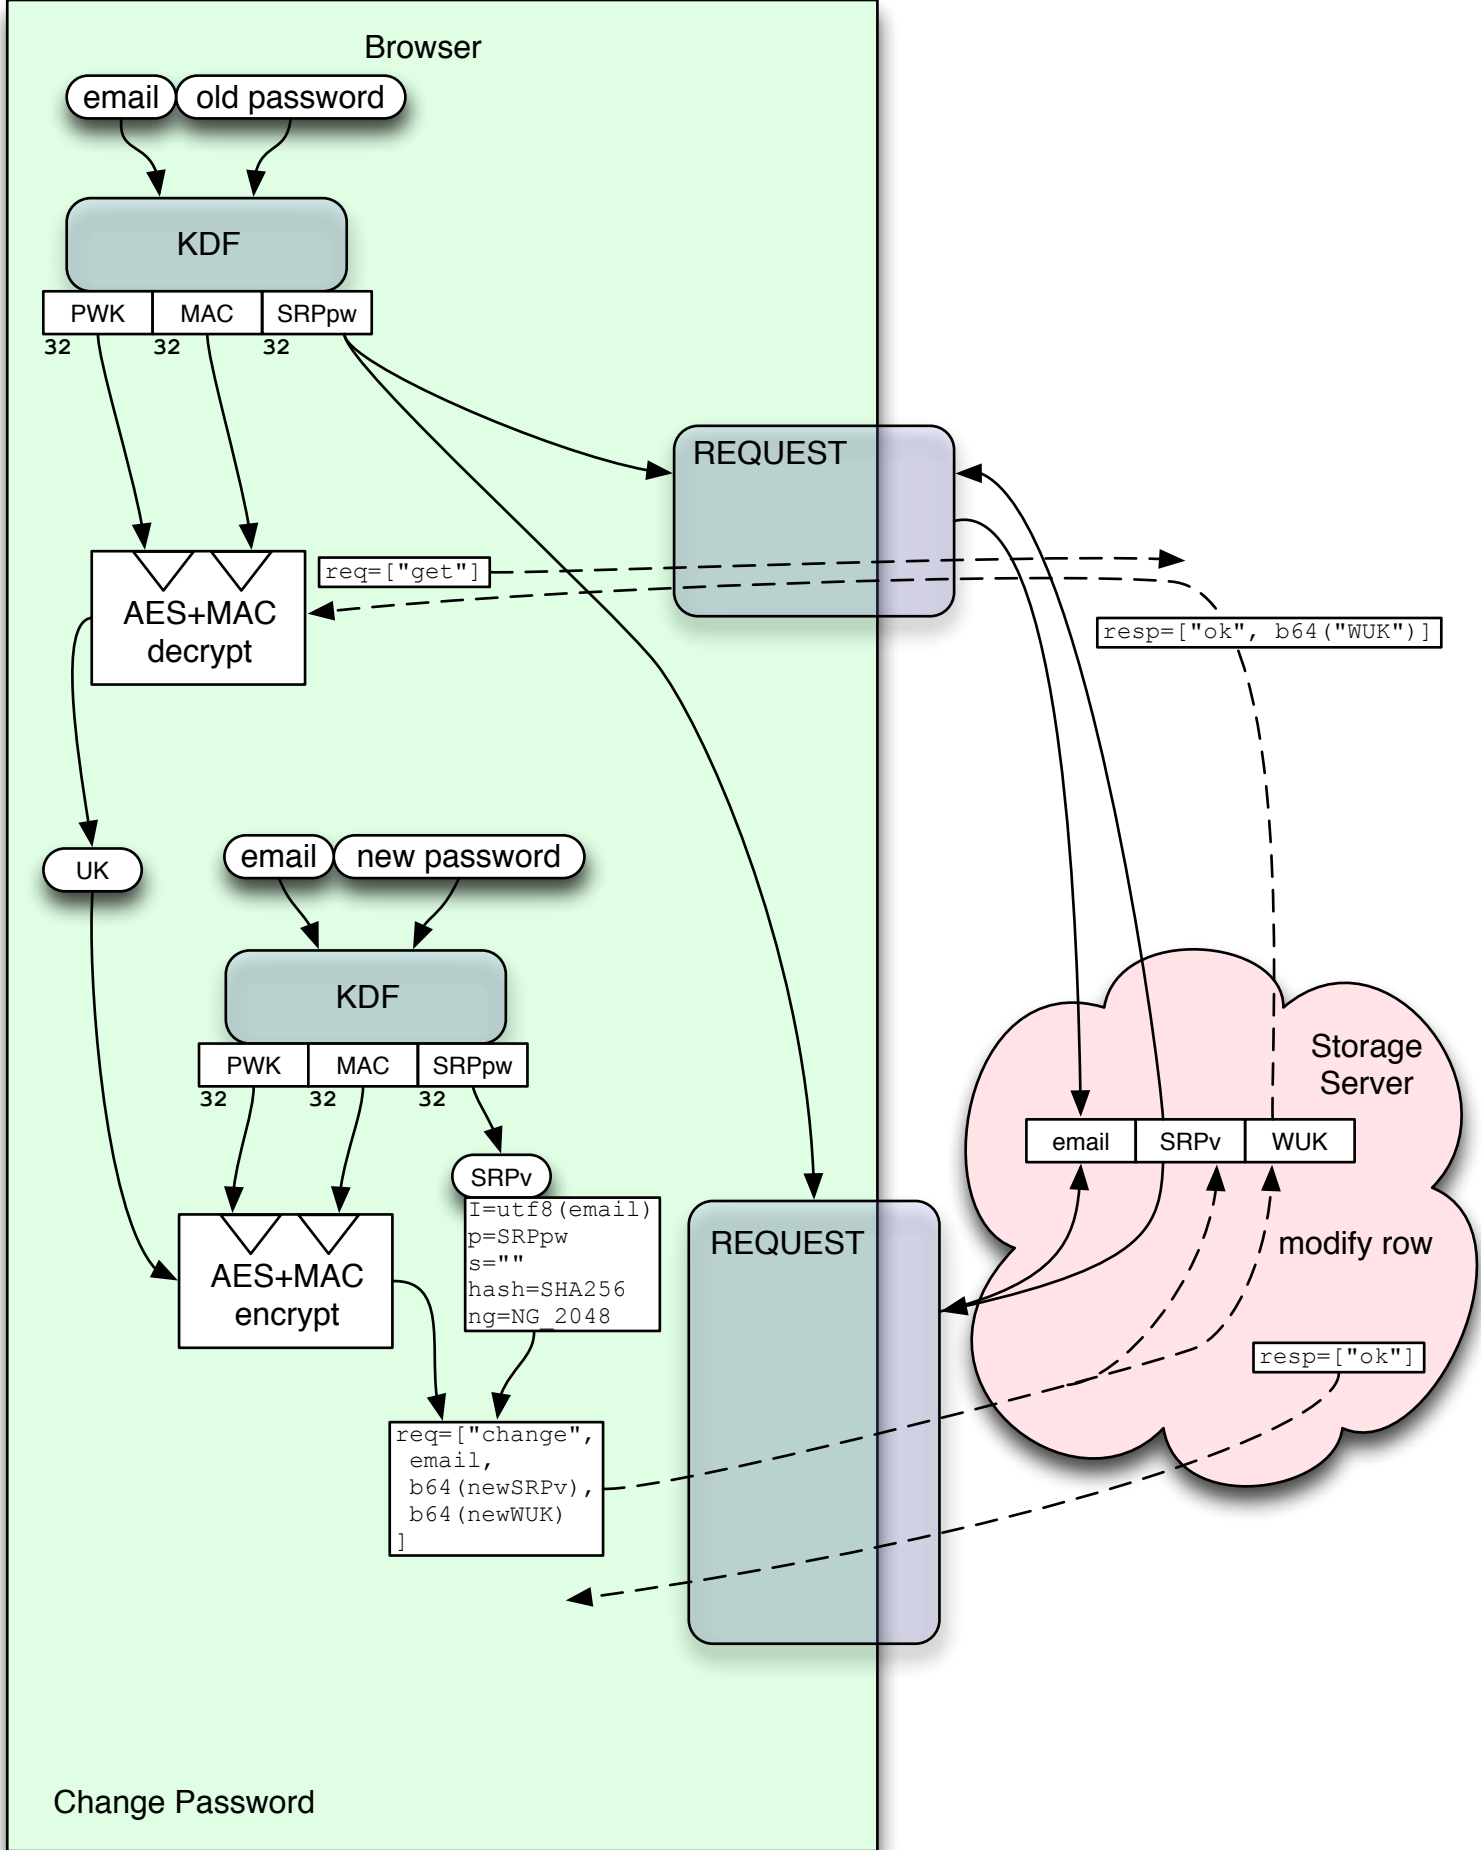 Browser
email
old password
KDF
PWK
MAC
SRPpw
32
32
32
REQUEST
req=["get"]
AES+MAC
decrypt
resp=["ok", b64("WUK")]
UK
email
new password
KDF
PWK
MAC
SRPpw
32
32
32
Storage
Server
email
SRPv
WUK
SRPv
I=utf8(email)
p=SRPpw
s=""
hash=SHA256
ng=NG_2048
AES+MAC
encrypt
REQUEST
modify row
resp=["ok"]
req=["change",
email,
b64(newSRPv),
b64(newWUK)
]
Change Password